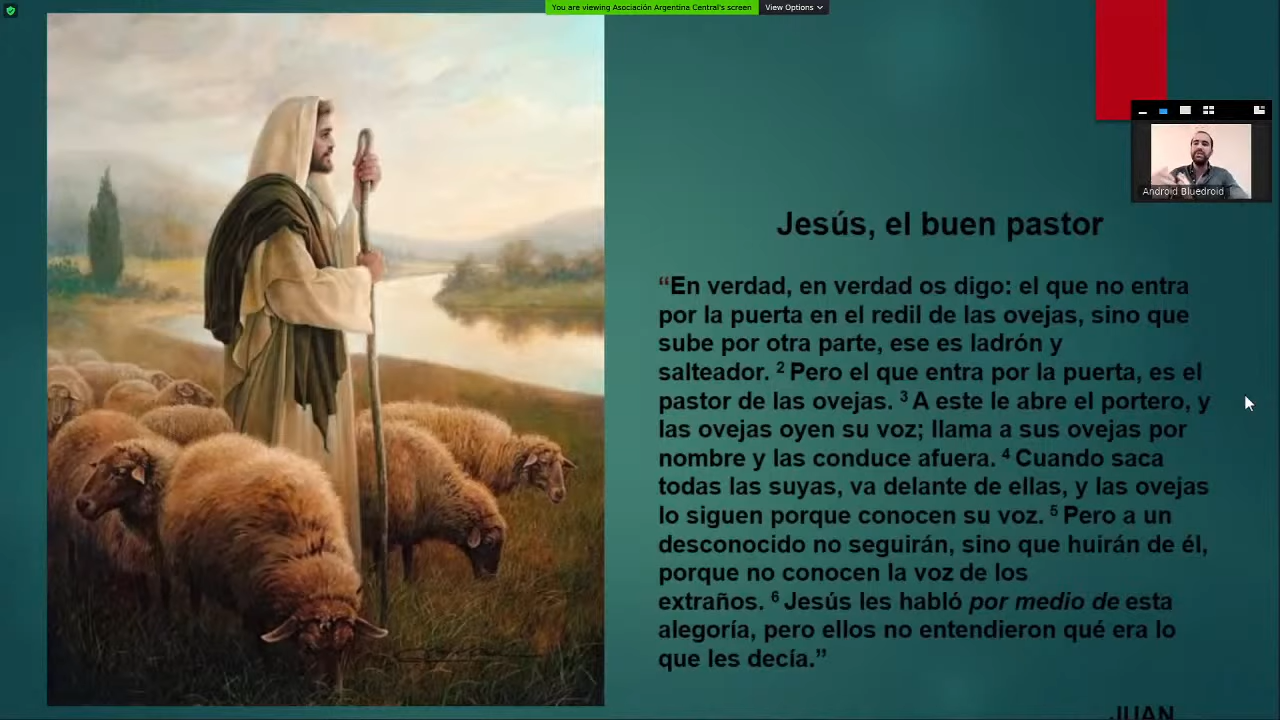 You are viewing Asociación Argentina Central's screen
View Options
Android Bluedroid
Jesús, el buen pastor
“En verdad, en verdad os digo: el que no entra
por la puerta en el redil de las ovejas, sino que
sube por otra parte, ese es ladrón y
salteador. ² Pero el que entra por la puerta, es el
pastor de las ovejas. ³ A este le abre el portero, y
las ovejas oyen su voz; llama a sus ovejas por
nombre y las conduce afuera. ⁴ Cuando saca
todas las suyas, va delante de ellas, y las ovejas
lo siguen porque conocen su voz. ⁵ Pero a un
desconocido no seguirán, sino que huirán de él,
porque no conocen la voz de los
extraños. ⁶ Jesús les habló por medio de esta
alegoría, pero ellos no entendieron qué era lo
que les decía.”
JUAN